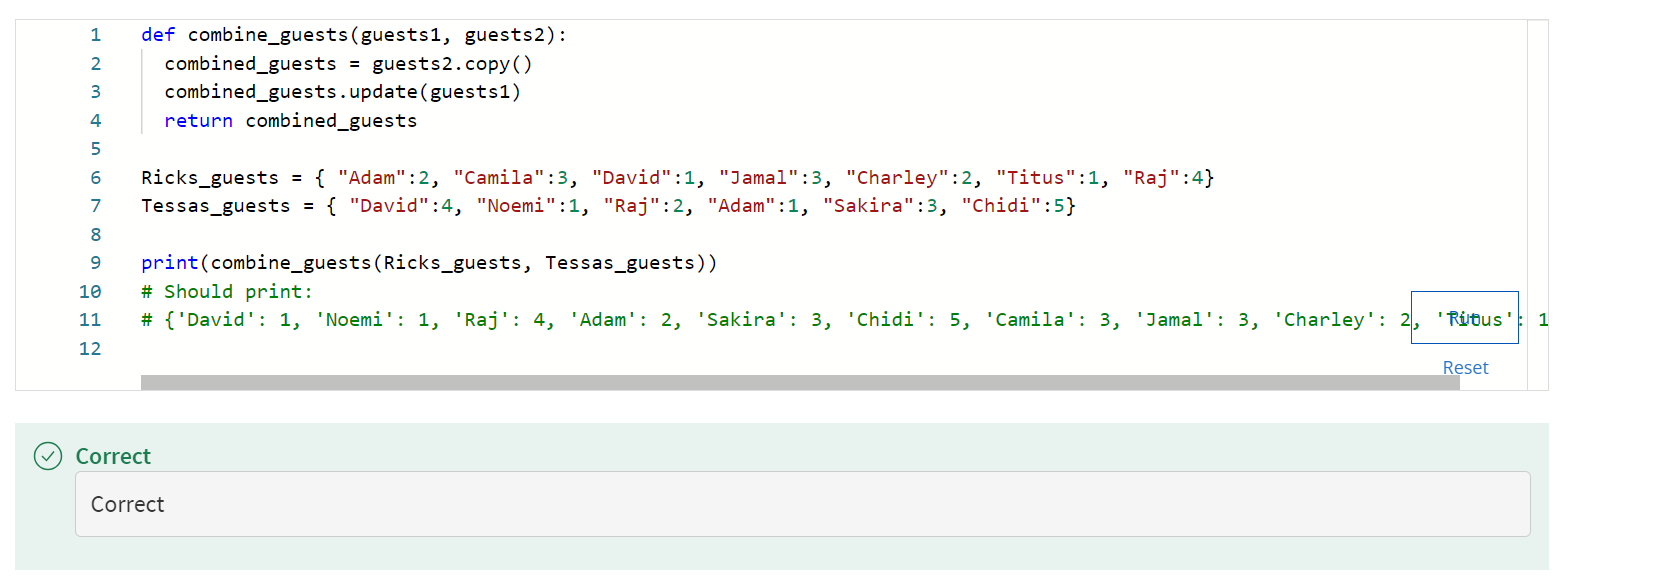 1 def combine_guests(guests1, guests2):
2 combined_guests = guests2.copy()
3 combined_guests.update(guests1)
4 return combined_guests
5
6 Ricks_guests = { "Adam":2, "Camila":3, "David":1, "Jamal":3, "Charley":2, "Titus":1, "Raj":4}
7 Tessas_guests = { "David":4, "Noemi":1, "Raj":2, "Adam":1, "Sakira":3, "Chidi":5}
8
9 print(combine_guests(Ricks_guests, Tessas_guests))
10 # Should print:
11 # {'David': 1, 'Noemi': 1, 'Raj': 4, 'Adam': 2, 'Sakira': 3, 'Chidi': 5, 'Camila': 3, 'Jamal': 3, 'Charley': 2, 'Titus': 1
Run
12
Reset
Correct
Correct